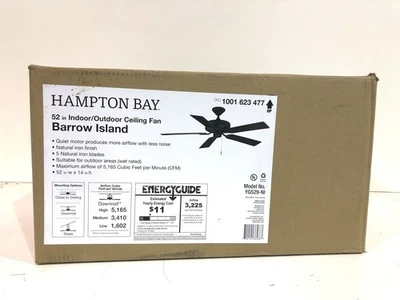 HAMPTON BAY
1001 623 477
52 in Indoor/Outdoor Ceiling Fan
Barrow Island
• Quiet motor produces more airflow with less noise
• Natural iron finish
• 5 Natural iron blades
• Suitable for outdoor areas (wet rated)
• Maximum airflow of 5,165 Cubic Feet per Minute (CFM)
• 52 in W x 14 in H
Mounting Options
Close to Ceiling
Downrod
Airflow Cubic
Feet per Minute
Downrod
High 5,165
Medium 3,410
Low 1,602
ENERGYGUIDE
Estimated
Yearly Energy Cost
$11
Airflow
3,225
Model No.
YG529-NI